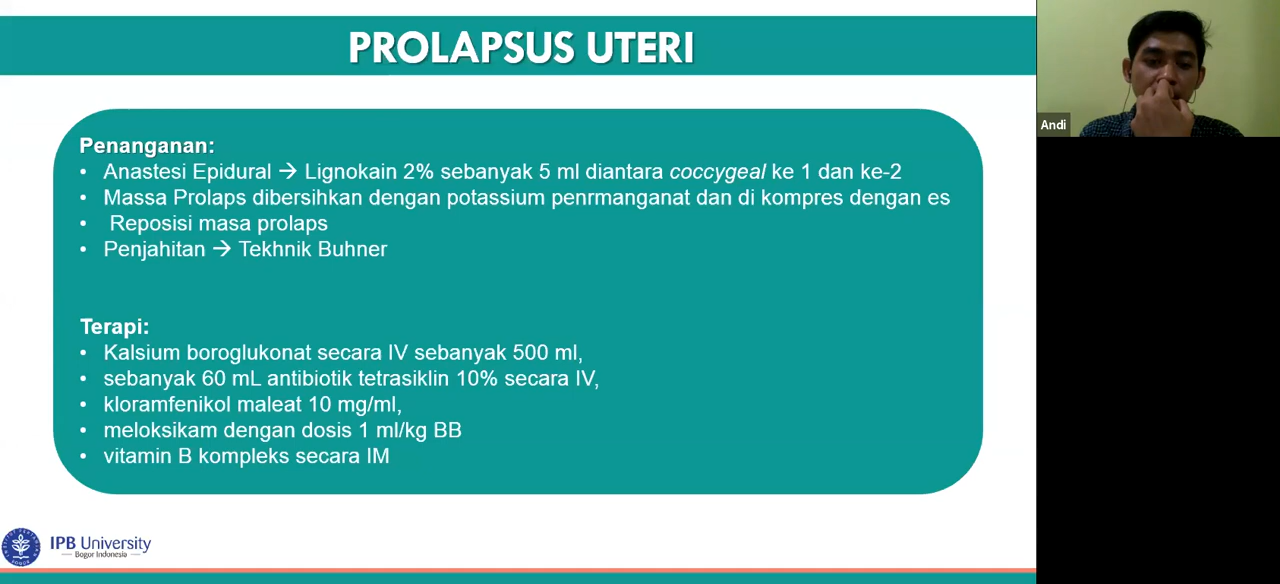 PROLAPSUS UTERI
Penanganan:
• Anastesi Epidural → Lignokain 2% sebanyak 5 ml diantara coccygeal ke 1 dan ke-2
• Massa Prolaps dibersihkan dengan potassium penrmanganat dan di kompres dengan es
• Reposisi masa prolaps
• Penjahitan → Tekhnik Buhner
Terapi:
• Kalsium boroglukonat secara IV sebanyak 500 ml,
• sebanyak 60 mL antibiotik tetrasiklin 10% secara IV,
• kloramfenikol maleat 10 mg/ml,
• meloksikam dengan dosis 1 ml/kg BB
• vitamin B kompleks secara IM
IPB University
Bogor Indonesia
Andi